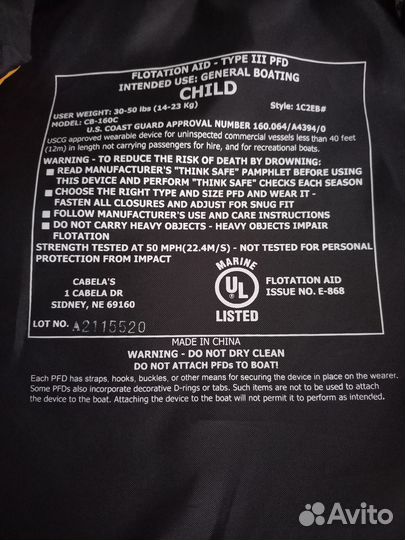 FLOTATION AID - TYPE III PFD
INTENDED USE: GENERAL BOATING
CHILD
USER WEIGHT: 30-50 lbs (14-23 Kg)
MODEL: CB-160C
Style: 1C2EB#
U.S. COAST GUARD APPROVAL NUMBER 160.064/A4394/0
USCG approved wearable device for uninspected commercial vessels less than 40 feet
(12m) in length not carrying passengers for hire, and for recreational boats.
WARNING - TO REDUCE THE RISK OF DEATH BY DROWNING
■ READ MANUFACTURER'S "THINK SAFE" PAMPHLET BEFORE USING
THIS DEVICE AND PERFORM "THINK SAFE" CHECKS EACH SEASON
■ CHOOSE THE RIGHT TYPE AND SIZE PFD AND WEAR IT -
FASTEN ALL CLOSURES AND ADJUST FOR SNUG FIT
■ FOLLOW MANUFACTURER'S USE AND CARE INSTRUCTIONS
■ DO NOT CARRY HEAVY OBJECTS - HEAVY OBJECTS IMPAIR
FLOTATION
STRENGTH TESTED AT 50 MPH(22.4M/S) - NOT TESTED FOR PERSONAL
PROTECTION FROM IMPACT
CABELA'S
1 CABELA DR
SIDNEY, NE 69160
LOT NO. A2115520
MARINE
UL
®
LISTED
FLOTATION AID
ISSUE NO. E-868
MADE IN CHINA
WARNING - DO NOT DRY CLEAN
DO NOT ATTACH PFDs TO BOAT!
Each PFD has straps, hooks, buckles, or other means for securing the device in place on the wearer.
Some PFDs also incorporate decorative D-rings or tabs. Such items are not to be used to attach
the device to the boat. Attaching the device to the boat will not permit it to perform as intended.
Avito